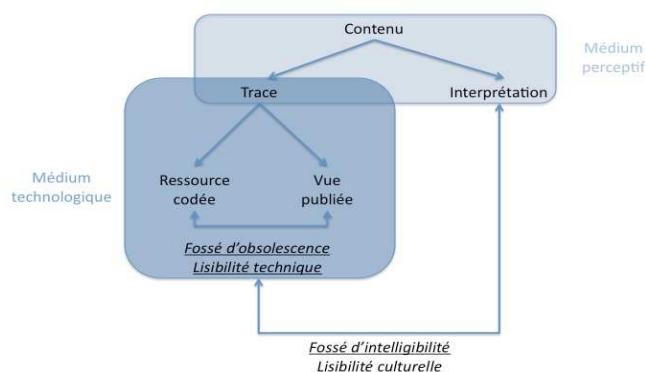 Contenu
Médium
perceptif
Trace
Interprétation
Médium
technologique
Ressource
codée
Vue
publiée
Fossé d'obsolescence
Lisibilité technique
Fossé d'intelligibilité
Lisibilité culturelle